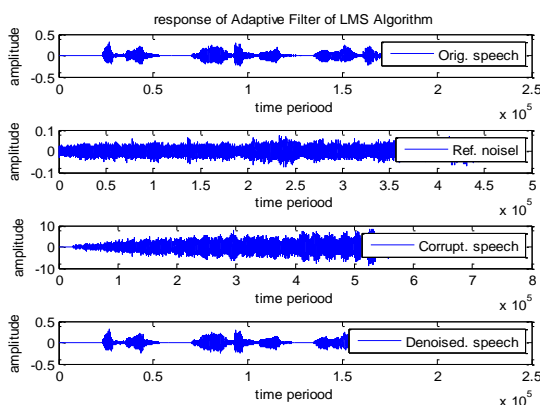 response of Adaptive Filter of LMS Algorithm
amplitude
0.5
0
-0.5
Orig. speech
0 0.5 1 1.5 2 2.5
x 10^5
time periood
amplitude
0.1
0
-0.1
Ref. noisel
0 0.5 1 1.5 2 2.5 3 3.5 4 4.5 5
x 10^5
time periood
amplitude
10
0
-10
Corrupt. speech
0 1 2 3 4 5 6 7 8
x 10^5
time periood
amplitude
0.5
0
-0.5
Denoised. speech
0 0.5 1 1.5 2 2.5
x 10^5
time periood